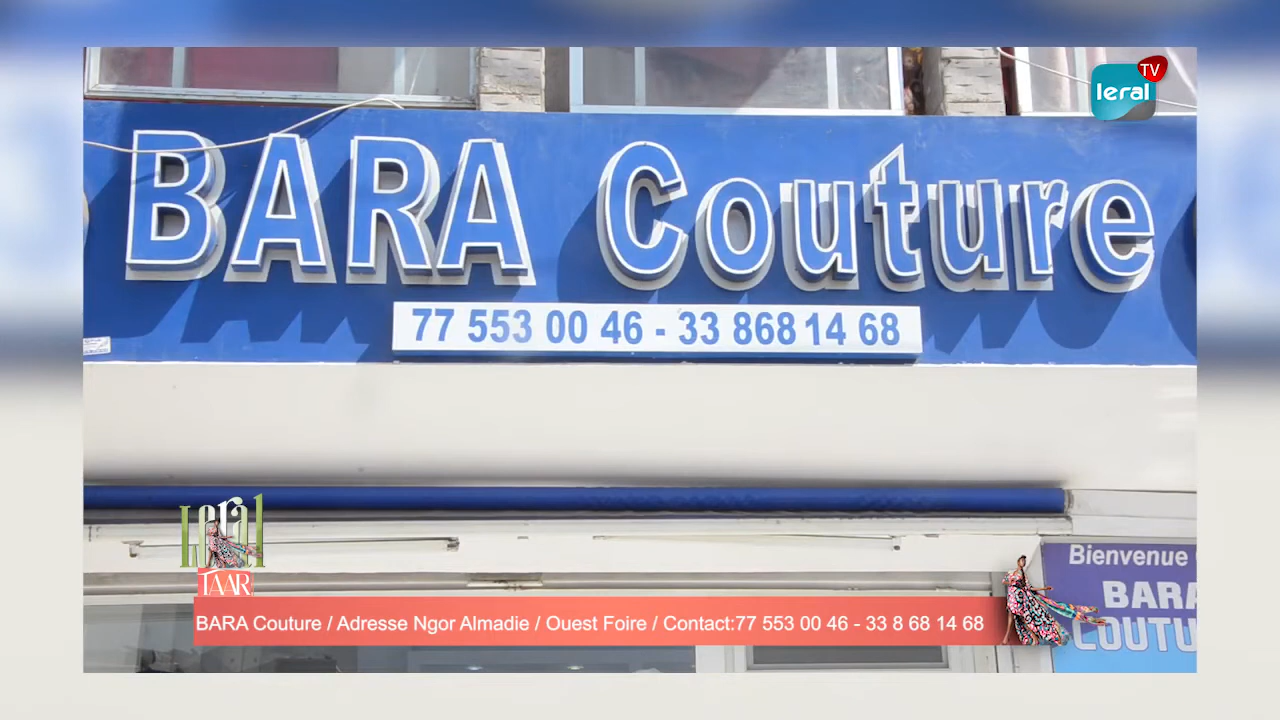 leral TV
BARA Couture
77 553 00 46 - 33 868 14 68
Leral
TAAR
Bienvenue
BARA
COUTU
BARA Couture / Adresse Ngor Almadie / Ouest Foire / Contact:77 553 00 46 - 33 8 68 14 68